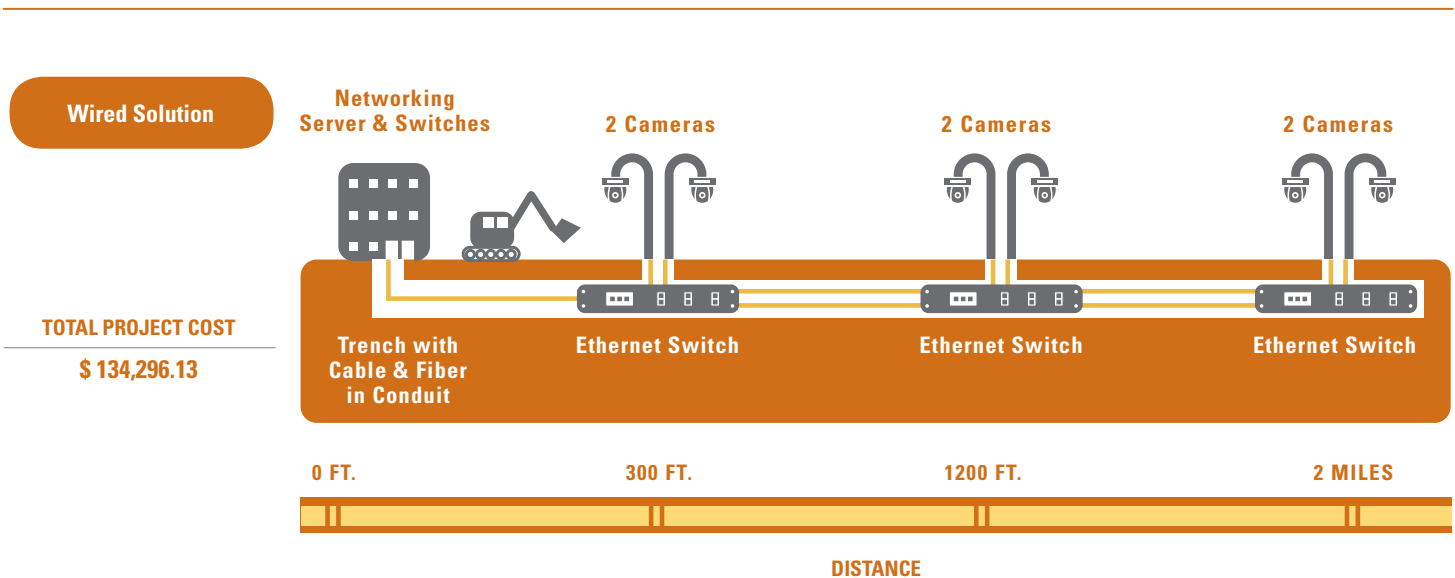 Wired Solution
Networking
Server & Switches
2 Cameras
2 Cameras
2 Cameras
TOTAL PROJECT COST
$ 134,296.13
Trench with
Cable & Fiber
in Conduit
Ethernet Switch
Ethernet Switch
Ethernet Switch
0 FT.
300 FT.
1200 FT.
2 MILES
DISTANCE